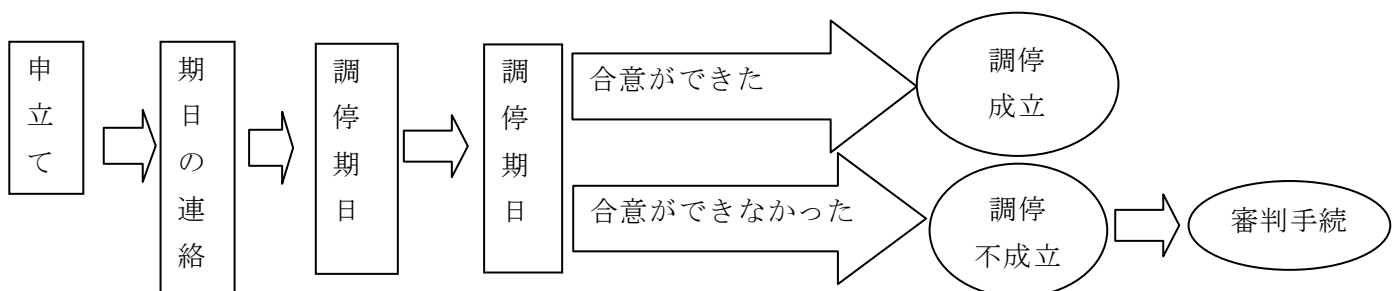 申立て
期日の連絡
調停期日
調停期日
合意ができた
調停
成立
合意ができなかった
調停
不成立
審判手続